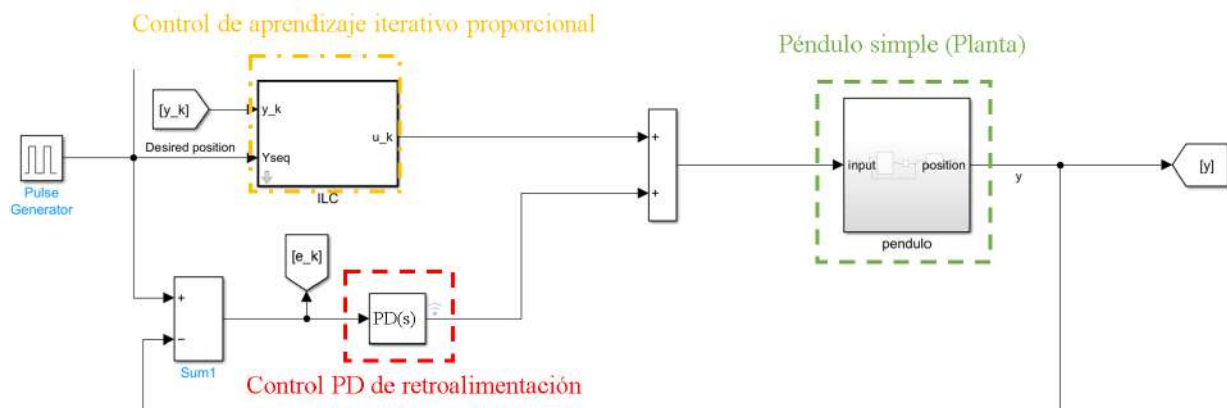 Control de aprendizaje iterativo proporcional
Péndulo simple (Planta)
[y_k]
y_k
u_k
Desired position
Yseq
ILC
Pulse
Generator
+
+
input
position
y
[y]
pendulo
[e_k]
+
−
PD(s)
Sum1
Control PD de retroalimentación